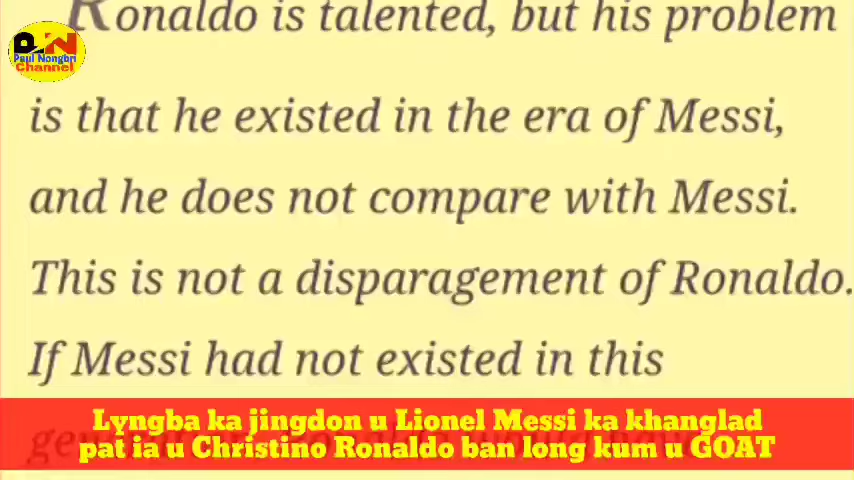 Ronaldo is talented, but his problem
PN
Paul Nongbri
Channel
is that he existed in the era of Messi,
and he does not compare with Messi.
This is not a disparagement of Ronaldo.
If Messi had not existed in this
Lyngba ka jingdon u Lionel Messi ka khanglad
pat ia u Christino Ronaldo ban long kum u GOAT